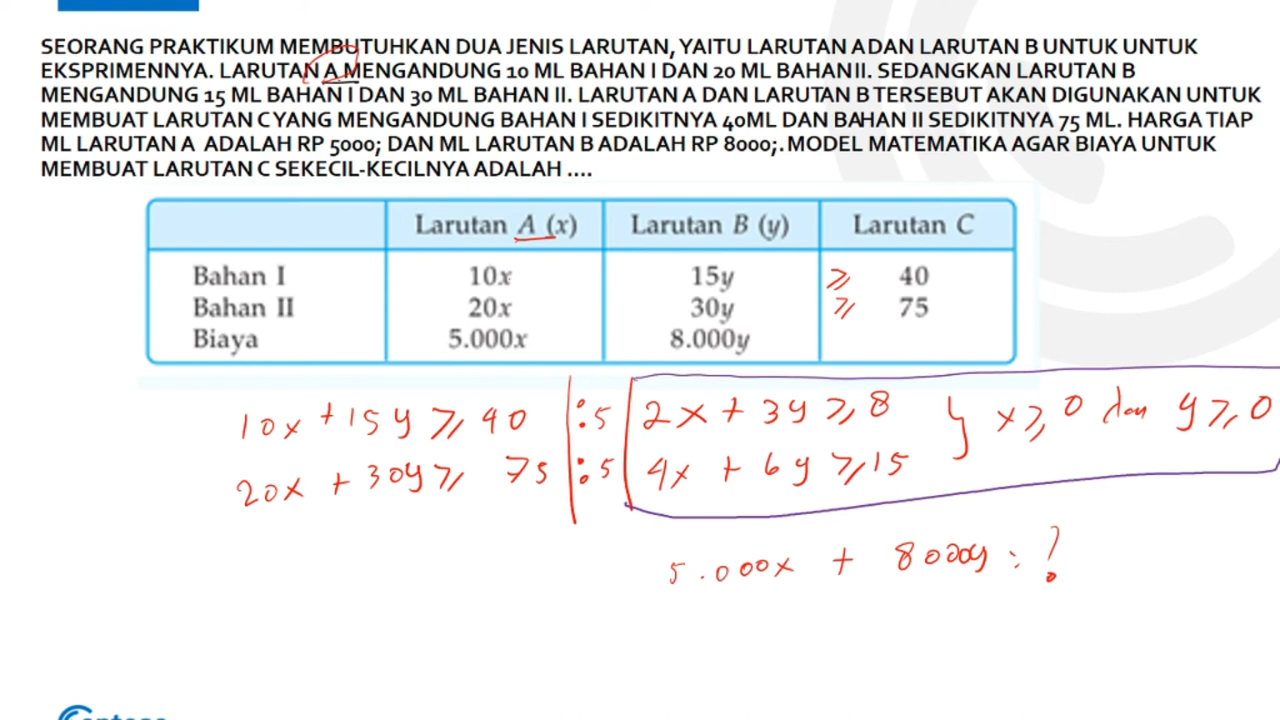 SEORANG PRAKTIKUM MEMBUTUHKAN DUA JENIS LARUTAN, YAITU LARUTAN A DAN LARUTAN B UNTUK UNTUK
EKSPRIMENNYA. LARUTAN A MENGANDUNG 10 ML BAHAN I DAN 20 ML BAHAN II. SEDANGKAN LARUTAN B
MENGANDUNG 15 ML BAHAN I DAN 30 ML BAHAN II. LARUTAN A DAN LARUTAN B TERSEBUT AKAN DIGUNAKAN UNTUK
MEMBUAT LARUTAN C YANG MENGANDUNG BAHAN I SEDIKITNYA 40ML DAN BAHAN II SEDIKITNYA 75 ML. HARGA TIAP
ML LARUTAN A ADALAH RP 5000; DAN ML LARUTAN B ADALAH RP 8000;. MODEL MATEMATIKA AGAR BIAYA UNTUK
MEMBUAT LARUTAN C SEKECIL-KECILNYA ADALAH ....
Larutan A (x) Larutan B (y) Larutan C
Bahan I 10x 15y ≥ 40
Bahan II 20x 30y ≥ 75
Biaya 5.000x 8.000y
10x + 15y ≥ 40 | : 5 | 2x + 3y ≥ 8 } x ≥ 0 dan y ≥ 0
20x + 30y ≥ 75 | : 5 | 4x + 6y ≥ 15
5.000x + 8000y : ?